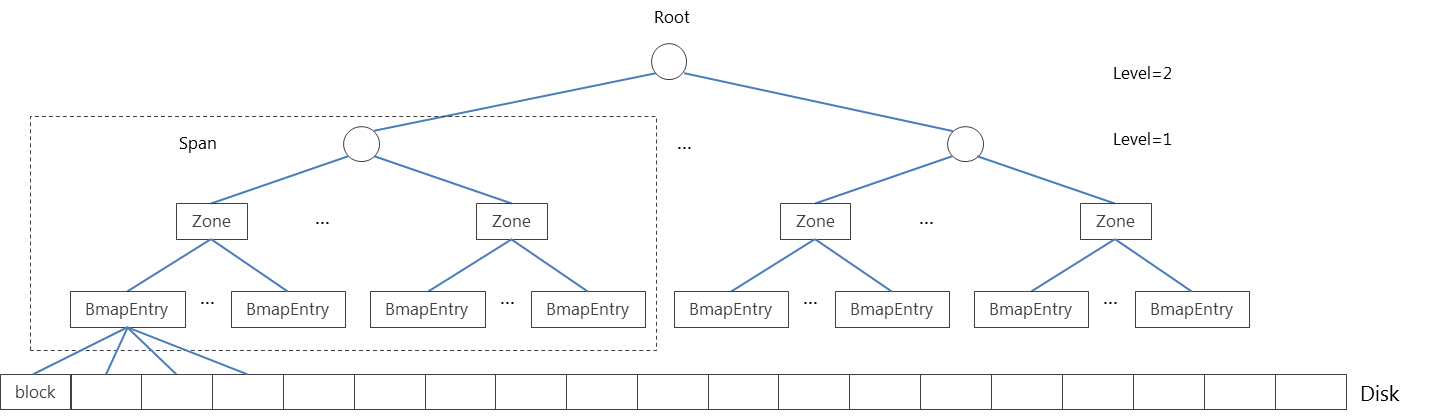 Root
Level=2
Span
...
Level=1
Zone ... Zone Zone ... Zone
BmapEntry ... BmapEntry BmapEntry ... BmapEntry BmapEntry ... BmapEntry BmapEntry ... BmapEntry
block Disk